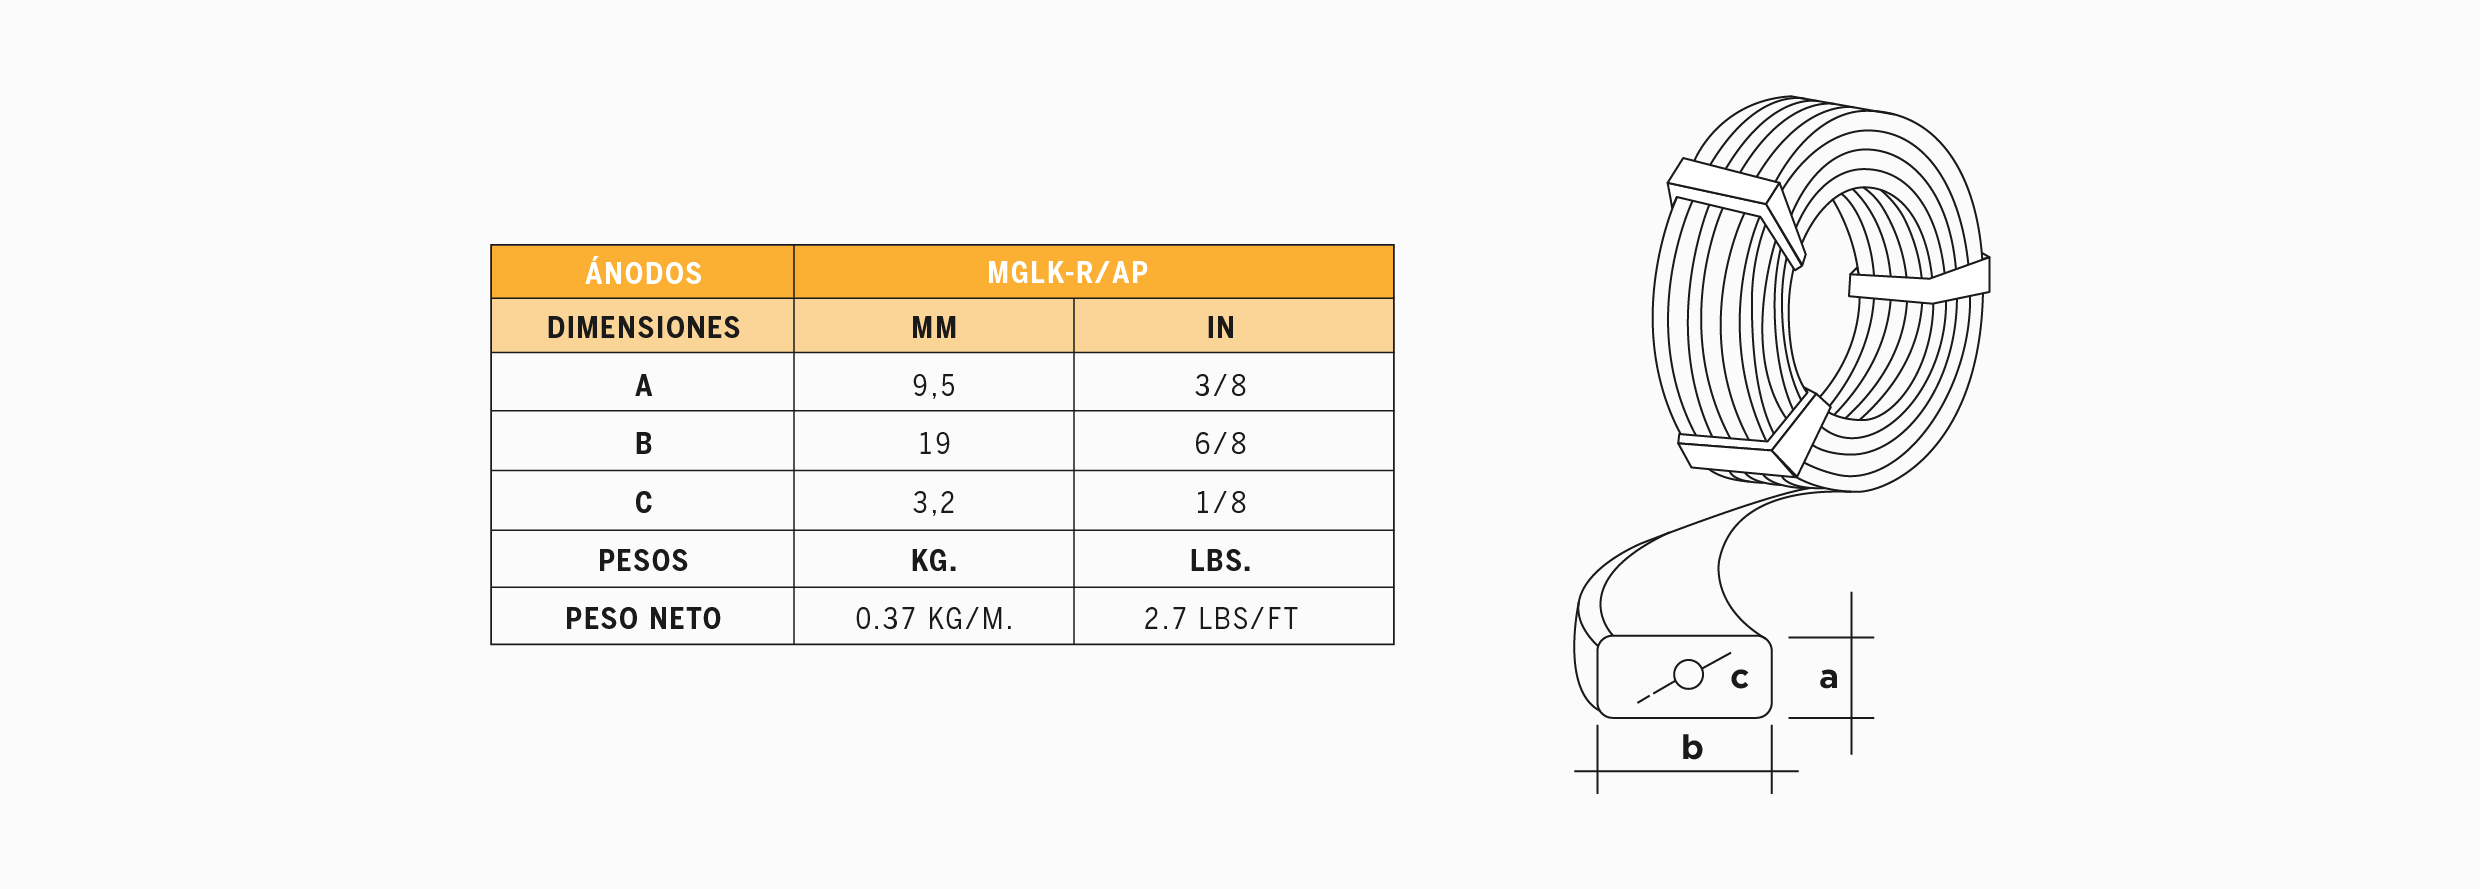 ÁNODOS MGLK-R/AP
DIMENSIONES MM IN
A 9,5 3/8
B 19 6/8
C 3,2 1/8
PESOS KG. LBS.
PESO NETO 0.37 KG/M. 2.7 LBS/FT
c a
b